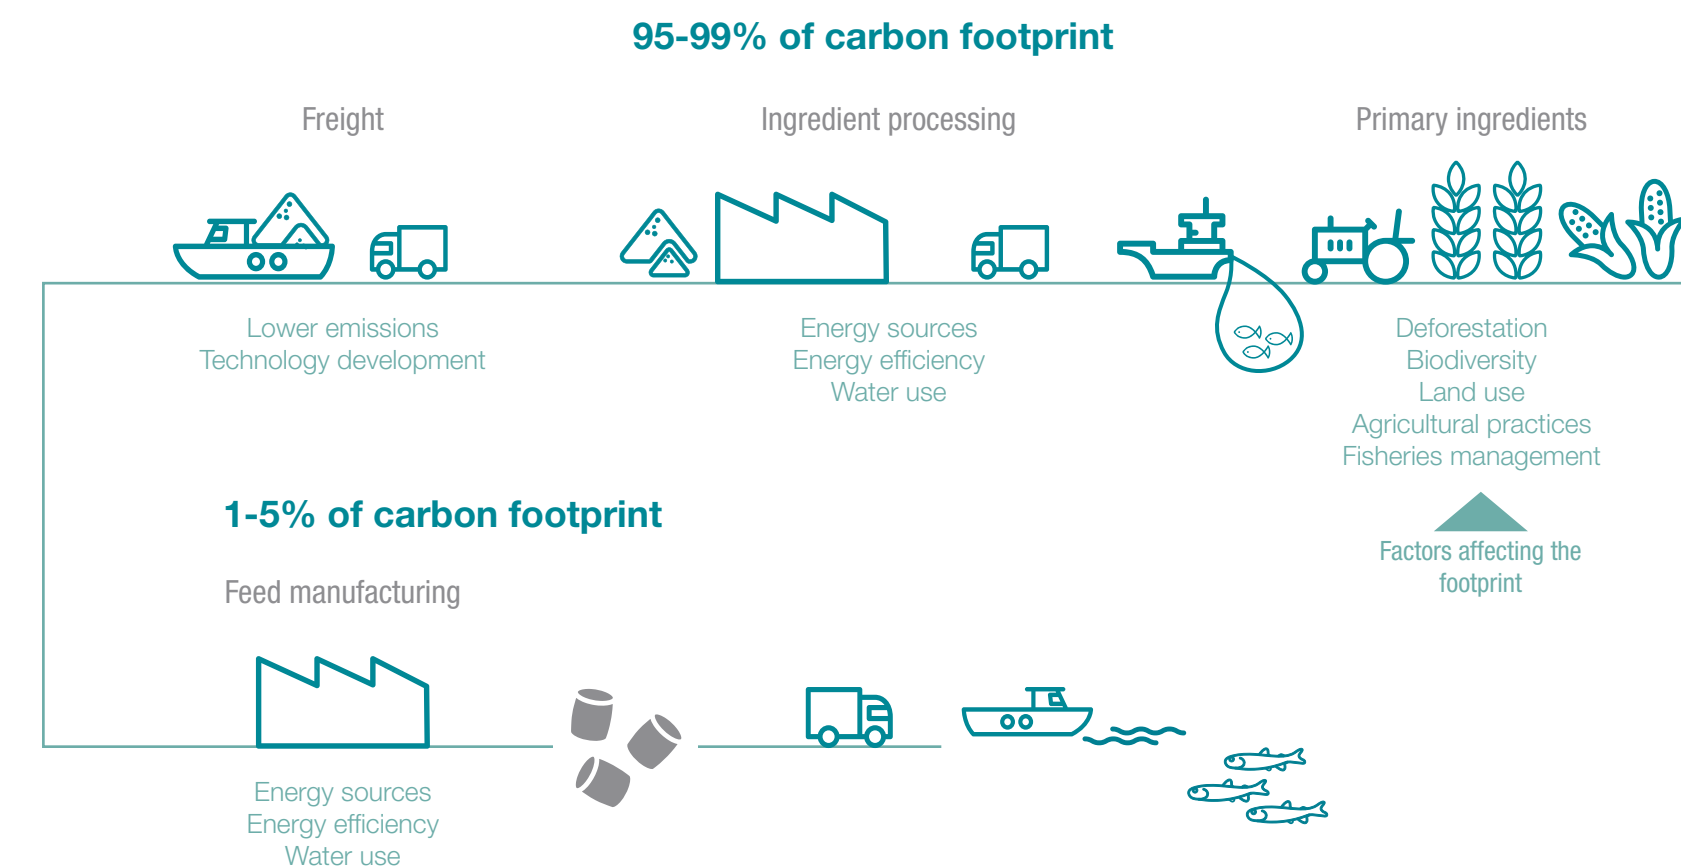 95-99% of carbon footprint
Freight
Ingredient processing
Primary ingredients
Lower emissions
Technology development
Energy sources
Energy efficiency
Water use
Deforestation
Biodiversity
Land use
Agricultural practices
Fisheries management
Factors affecting the
footprint
1-5% of carbon footprint
Feed manufacturing
Energy sources
Energy efficiency
Water use